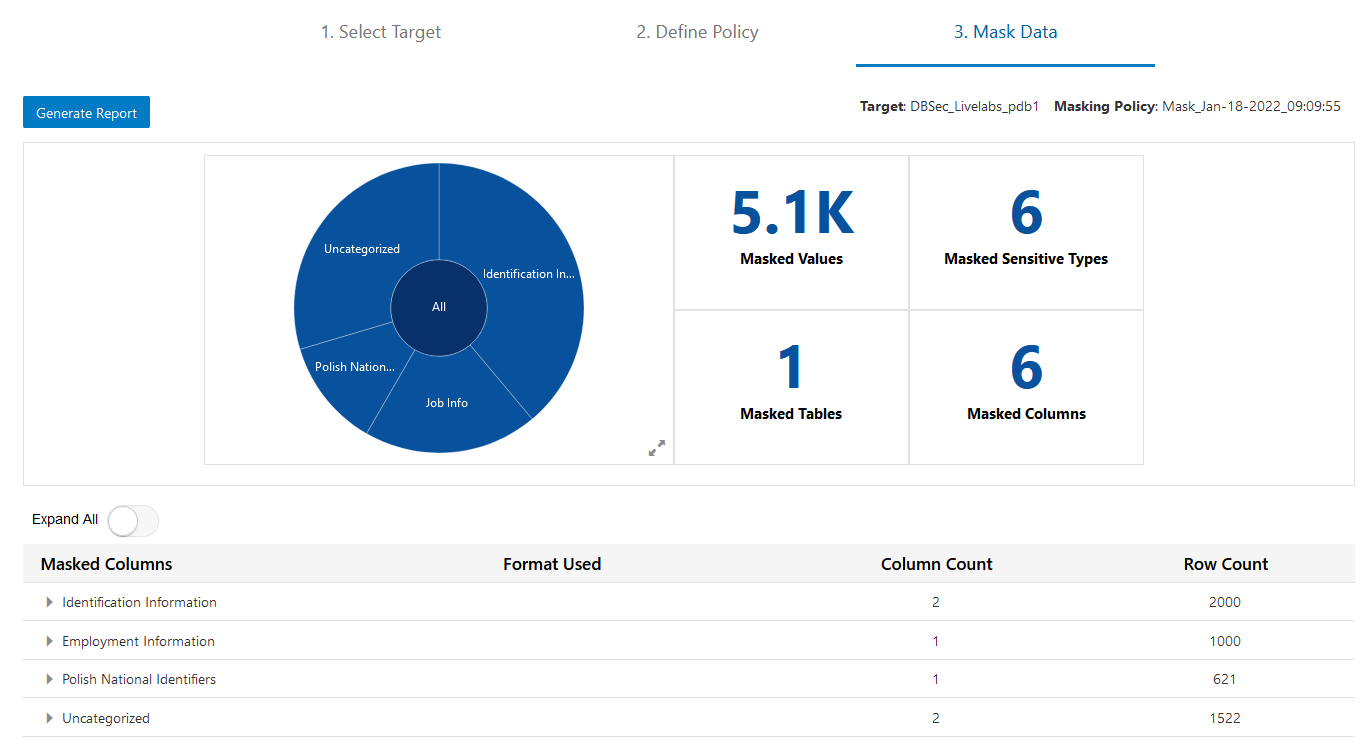 1. Select Target
2. Define Policy
3. Mask Data
Generate Report
Target: DBSec_Livelabs_pdb1 Masking Policy: Mask_Jan-18-2022_09:09:55
Uncategorized
Identification In...
All
Polish Nation...
Job Info
5.1K
Masked Values
6
Masked Sensitive Types
1
Masked Tables
6
Masked Columns
Expand All
Masked Columns Format Used Column Count Row Count
Identification Information 2 2000
Employment Information 1 1000
Polish National Identifiers 1 621
Uncategorized 2 1522